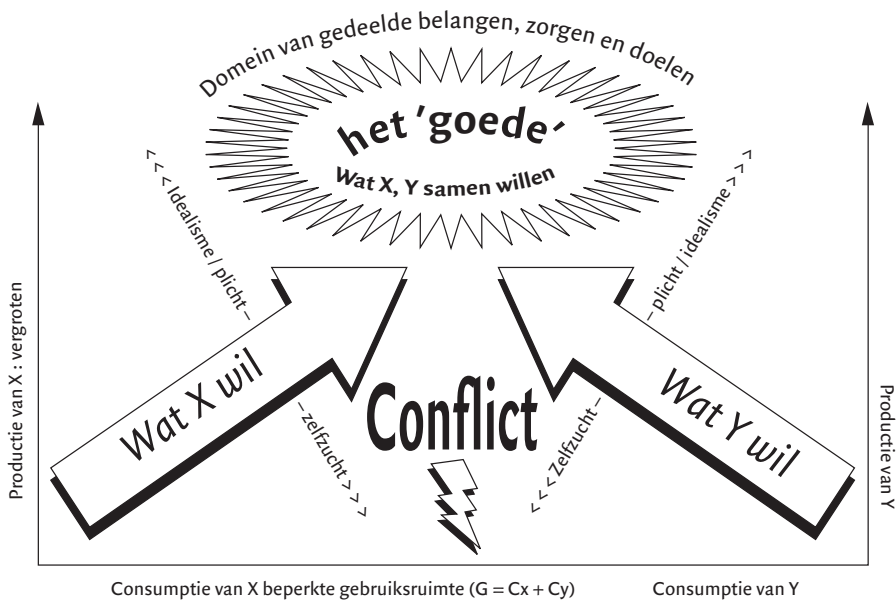 Domein van gedeelde belangen, zorgen en doelen
het 'goede'
Wat X, Y samen willen
< < < Idealisme / plicht –
– plicht / idealisme > > >
Productie van X : vergroten
Wat X wil
Conflict
Wat Y wil
Productie van Y
– zelfzucht > > >
< < < Zelfzucht –
Consumptie van X beperkte gebruiksruimte (G = Cx + Cy)
Consumptie van Y